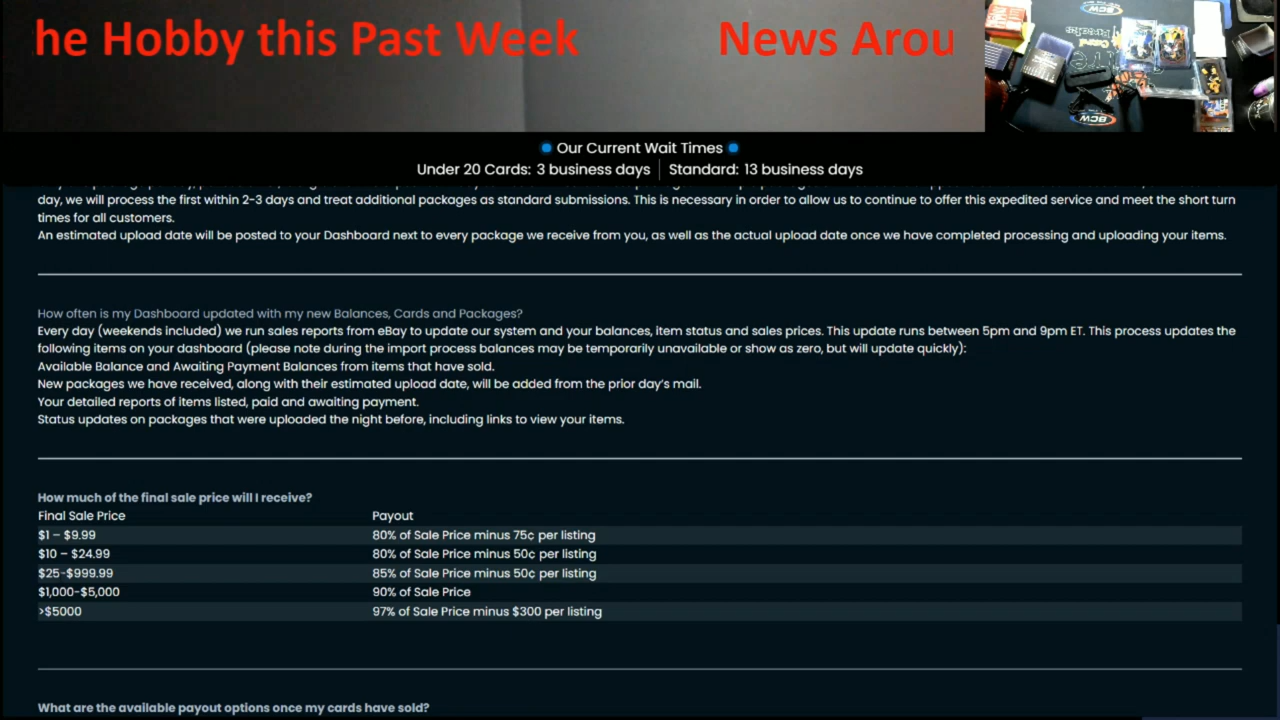 he Hobby this Past Week News Arou
BCW
BCW
Our Current Wait Times
Under 20 Cards: 3 business days | Standard: 13 business days
day, we will process the first within 2-3 days and treat additional packages as standard submissions. This is necessary in order to allow us to continue to offer this expedited service and meet the short turn
times for all customers.
An estimated upload date will be posted to your Dashboard next to every package we receive from you, as well as the actual upload date once we have completed processing and uploading your items.
How often is my Dashboard updated with my new Balances, Cards and Packages?
Every day (weekends included) we run sales reports from eBay to update our system and your balances, item status and sales prices. This update runs between 5pm and 9pm ET. This process updates the
following items on your dashboard (please note during the import process balances may be temporarily unavailable or show as zero, but will update quickly):
Available Balance and Awaiting Payment Balances from items that have sold.
New packages we have received, along with their estimated upload date, will be added from the prior day's mail.
Your detailed reports of items listed, paid and awaiting payment.
Status updates on packages that were uploaded the night before, including links to view your items.
How much of the final sale price will I receive?
Final Sale Price Payout
$1 – $9.99 80% of Sale Price minus 75¢ per listing
$10 – $24.99 80% of Sale Price minus 50¢ per listing
$25-$999.99 85% of Sale Price minus 50¢ per listing
$1,000-$5,000 90% of Sale Price
>$5000 97% of Sale Price minus $300 per listing
What are the available payout options once my cards have sold?